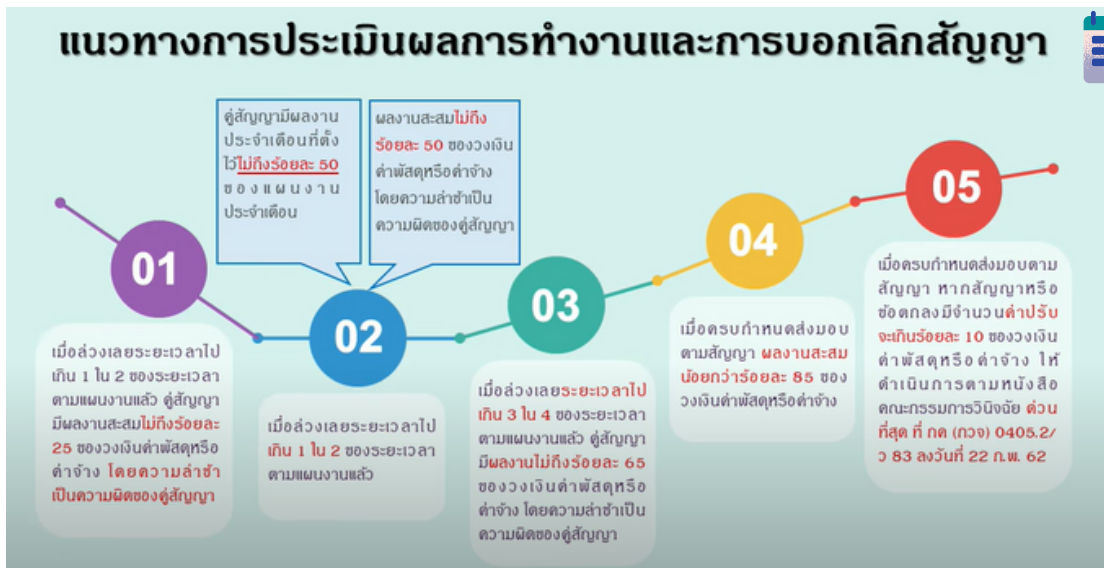 แนวทางการประเมินผลการทำงานและการบอกเลิกสัญญา
01
เมื่อล่วงเลยระยะเวลาไป
เกิน 1 ใน 2 ของระยะเวลา
ตามแผนงานแล้ว คู่สัญญา
มีผลงานสะสมไม่ถึงร้อยละ
25 ของวงเงินค่าพัสดุหรือ
ค่าจ้าง โดยความล่าช้า
เป็นความผิดของคู่สัญญา
คู่สัญญามีผลงาน
ประจำเดือนที่ตั้ง
ไว้ไม่ถึงร้อยละ 50
ของแผนงาน
ประจำเดือน
ผลงานสะสมไม่ถึง
ร้อยละ 50 ของวงเงิน
ค่าพัสดุหรือค่าจ้าง
โดยความล่าช้าเป็น
ความผิดของคู่สัญญา
02
เมื่อล่วงเลยระยะเวลาไป
เกิน 1 ใน 2 ของระยะเวลา
ตามแผนงานแล้ว
03
เมื่อล่วงเลยระยะเวลาไป
เกิน 3 ใน 4 ของระยะเวลา
ตามแผนงานแล้ว คู่สัญญา
มีผลงานไม่ถึงร้อยละ 65
ของวงเงินค่าพัสดุหรือ
ค่าจ้าง โดยความล่าช้าเป็น
ความผิดของคู่สัญญา
04
เมื่อครบกำหนดส่งมอบ
ตามสัญญา ผลงานสะสม
น้อยกว่าร้อยละ 85 ของ
วงเงินค่าพัสดุหรือค่าจ้าง
05
เมื่อครบกำหนดส่งมอบตาม
สัญญา หากสัญญาหรือ
ข้อตกลงมีจำนวนค่าปรับ
จะเกินร้อยละ 10 ของวงเงิน
ค่าพัสดุหรือค่าจ้าง ให้
ดำเนินการตามหนังสือ
คณะกรรมการวินิจฉัย ด่วน
ที่สุด ที่ กค (กวจ) 0405.2/
ว 83 ลงวันที่ 22 ก.พ. 62